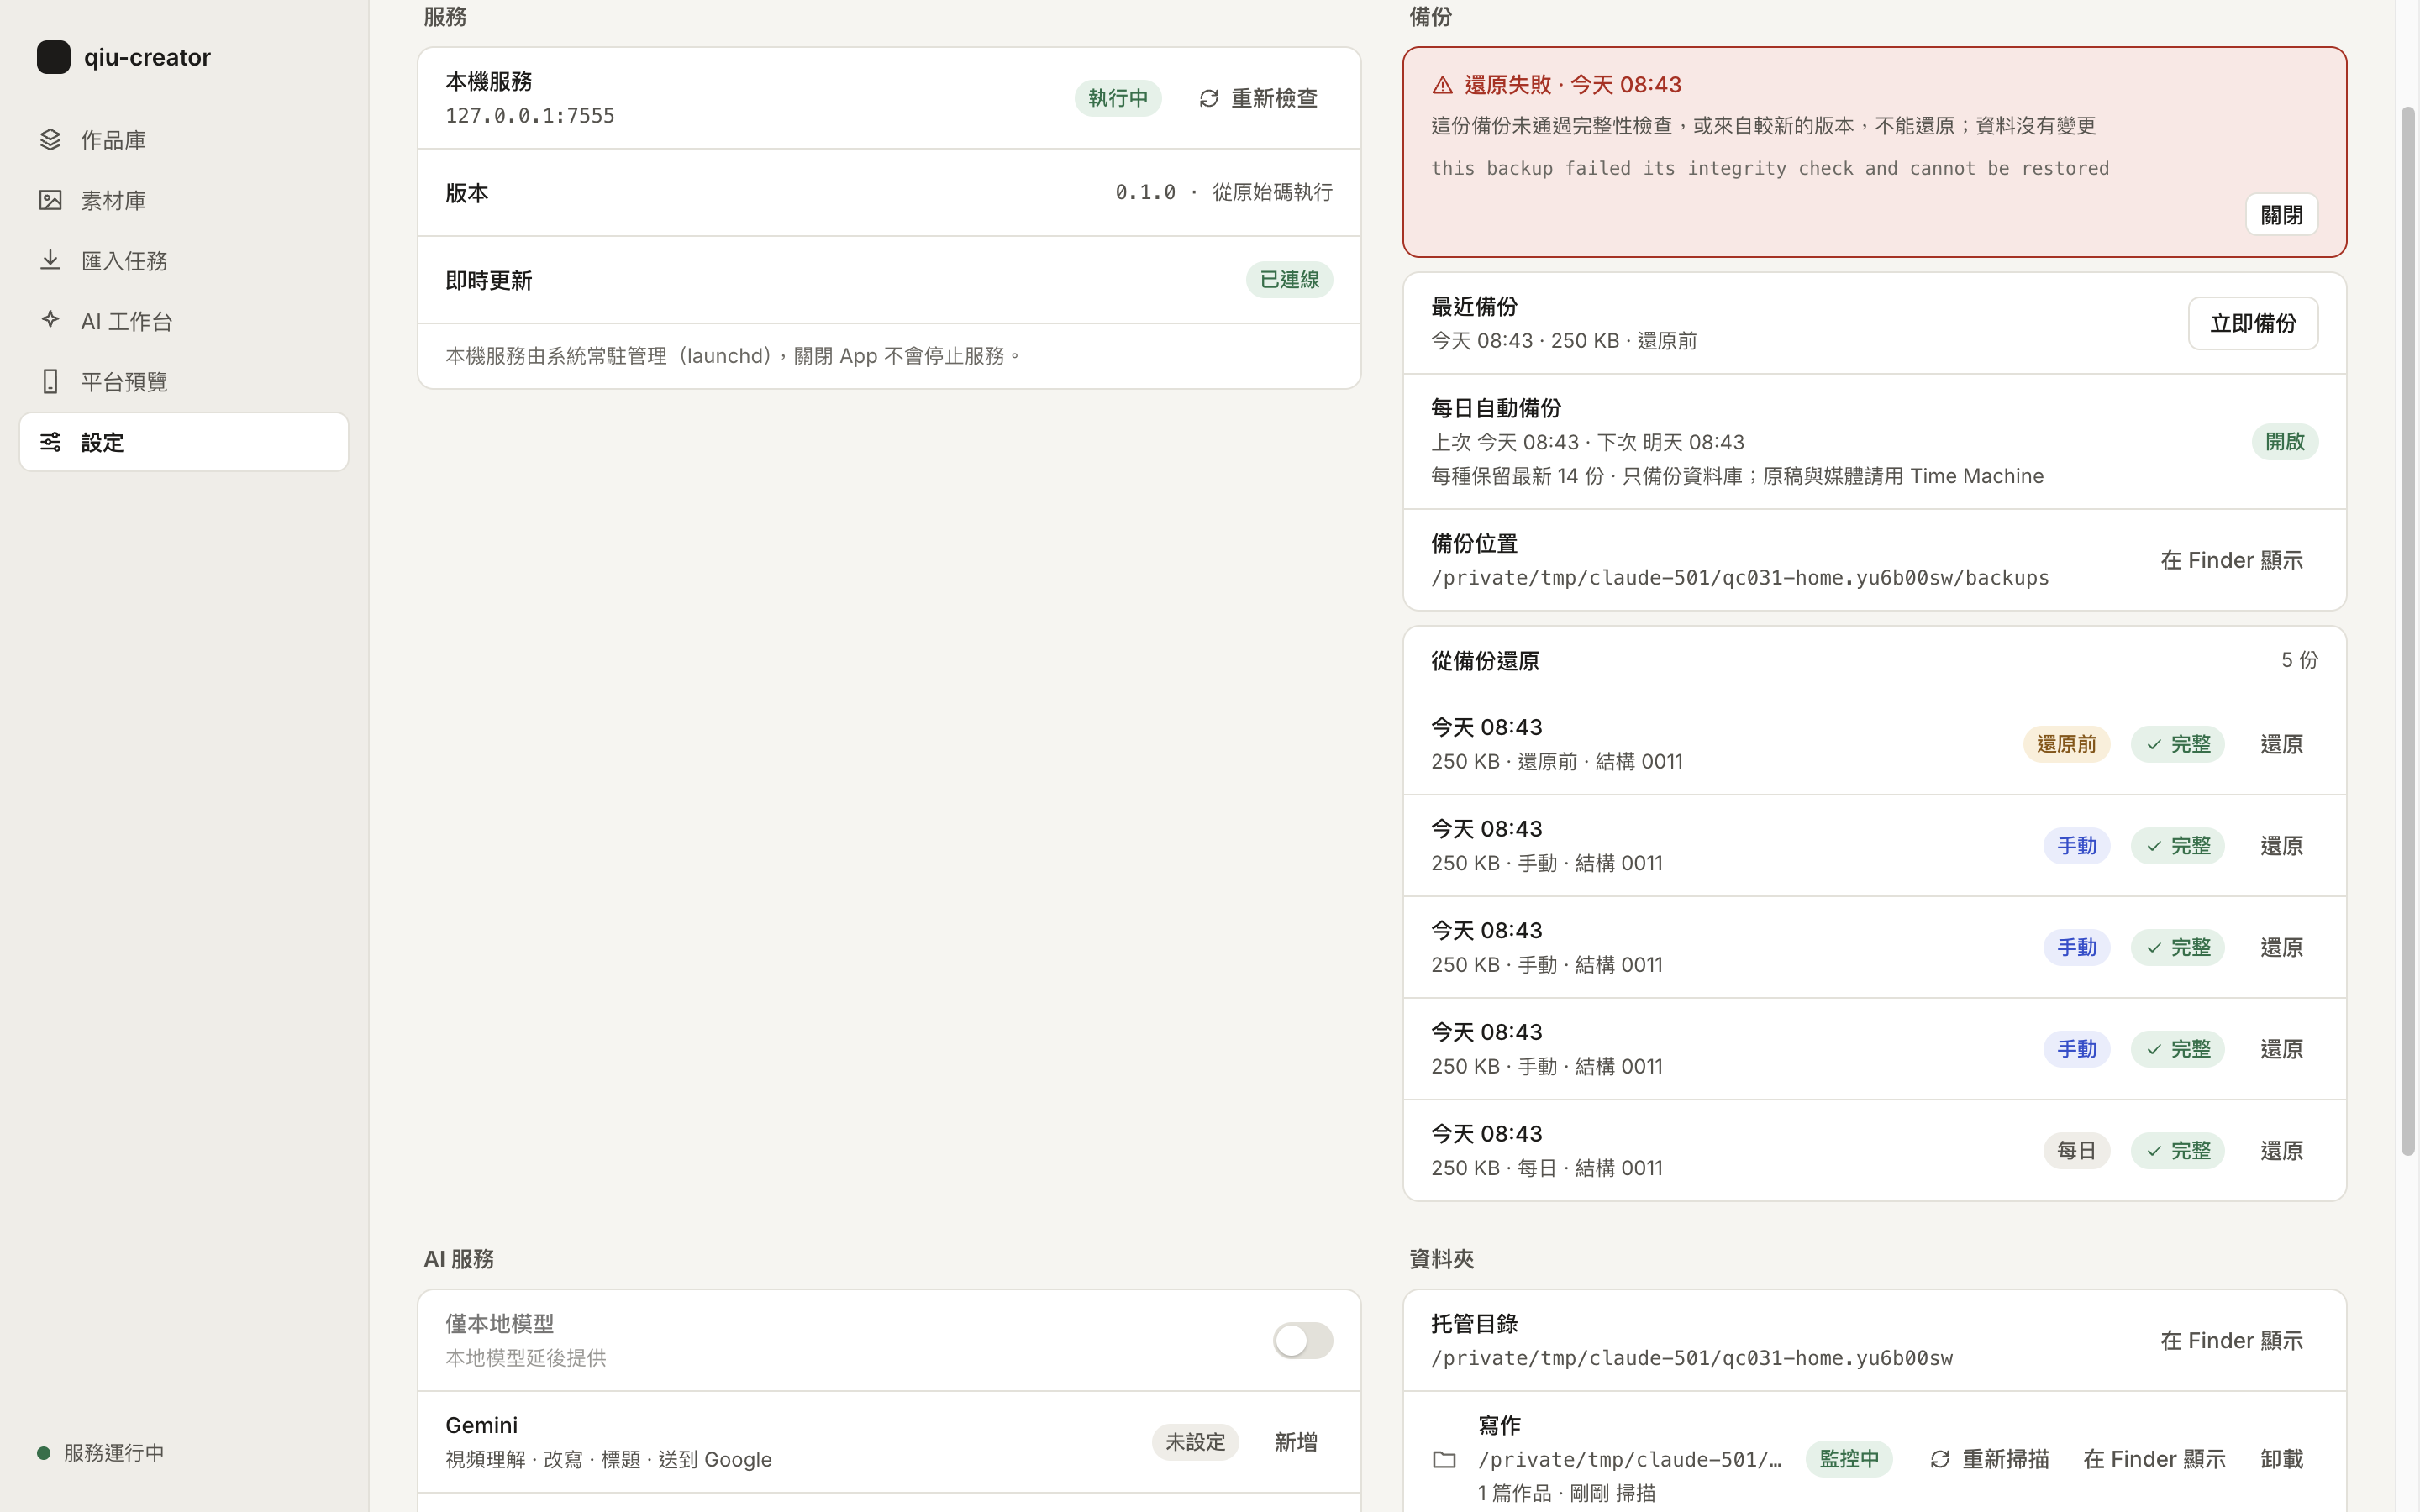 qiu-creator
作品庫
素材庫
匯入任務
AI 工作台
平台預覽
設定
服務運行中
服務
本機服務
127.0.0.1:7555
執行中
重新檢查
版本
0.1.0 · 從原始碼執行
即時更新
已連線
本機服務由系統常駐管理（launchd），關閉 App 不會停止服務。
備份
還原失敗 · 今天 08:43
這份備份未通過完整性檢查，或來自較新的版本，不能還原；資料沒有變更
this backup failed its integrity check and cannot be restored
關閉
最近備份
今天 08:43 · 250 KB · 還原前
立即備份
每日自動備份
上次 今天 08:43 · 下次 明天 08:43
每種保留最新 14 份 · 只備份資料庫；原稿與媒體請用 Time Machine
開啟
備份位置
/private/tmp/claude-501/qc031-home.yu6b00sw/backups
在 Finder 顯示
從備份還原
5 份
今天 08:43
250 KB · 還原前 · 結構 0011
還原前
完整
還原
今天 08:43
250 KB · 手動 · 結構 0011
手動
完整
還原
今天 08:43
250 KB · 手動 · 結構 0011
手動
完整
還原
今天 08:43
250 KB · 手動 · 結構 0011
手動
完整
還原
今天 08:43
250 KB · 每日 · 結構 0011
每日
完整
還原
AI 服務
僅本地模型
本地模型延後提供
Gemini
視頻理解 · 改寫 · 標題 · 送到 Google
未設定
新增
資料夾
托管目錄
/private/tmp/claude-501/qc031-home.yu6b00sw
在 Finder 顯示
寫作
/private/tmp/claude-501/…
1 篇作品 · 剛剛 掃描
監控中
重新掃描
在 Finder 顯示
卸載